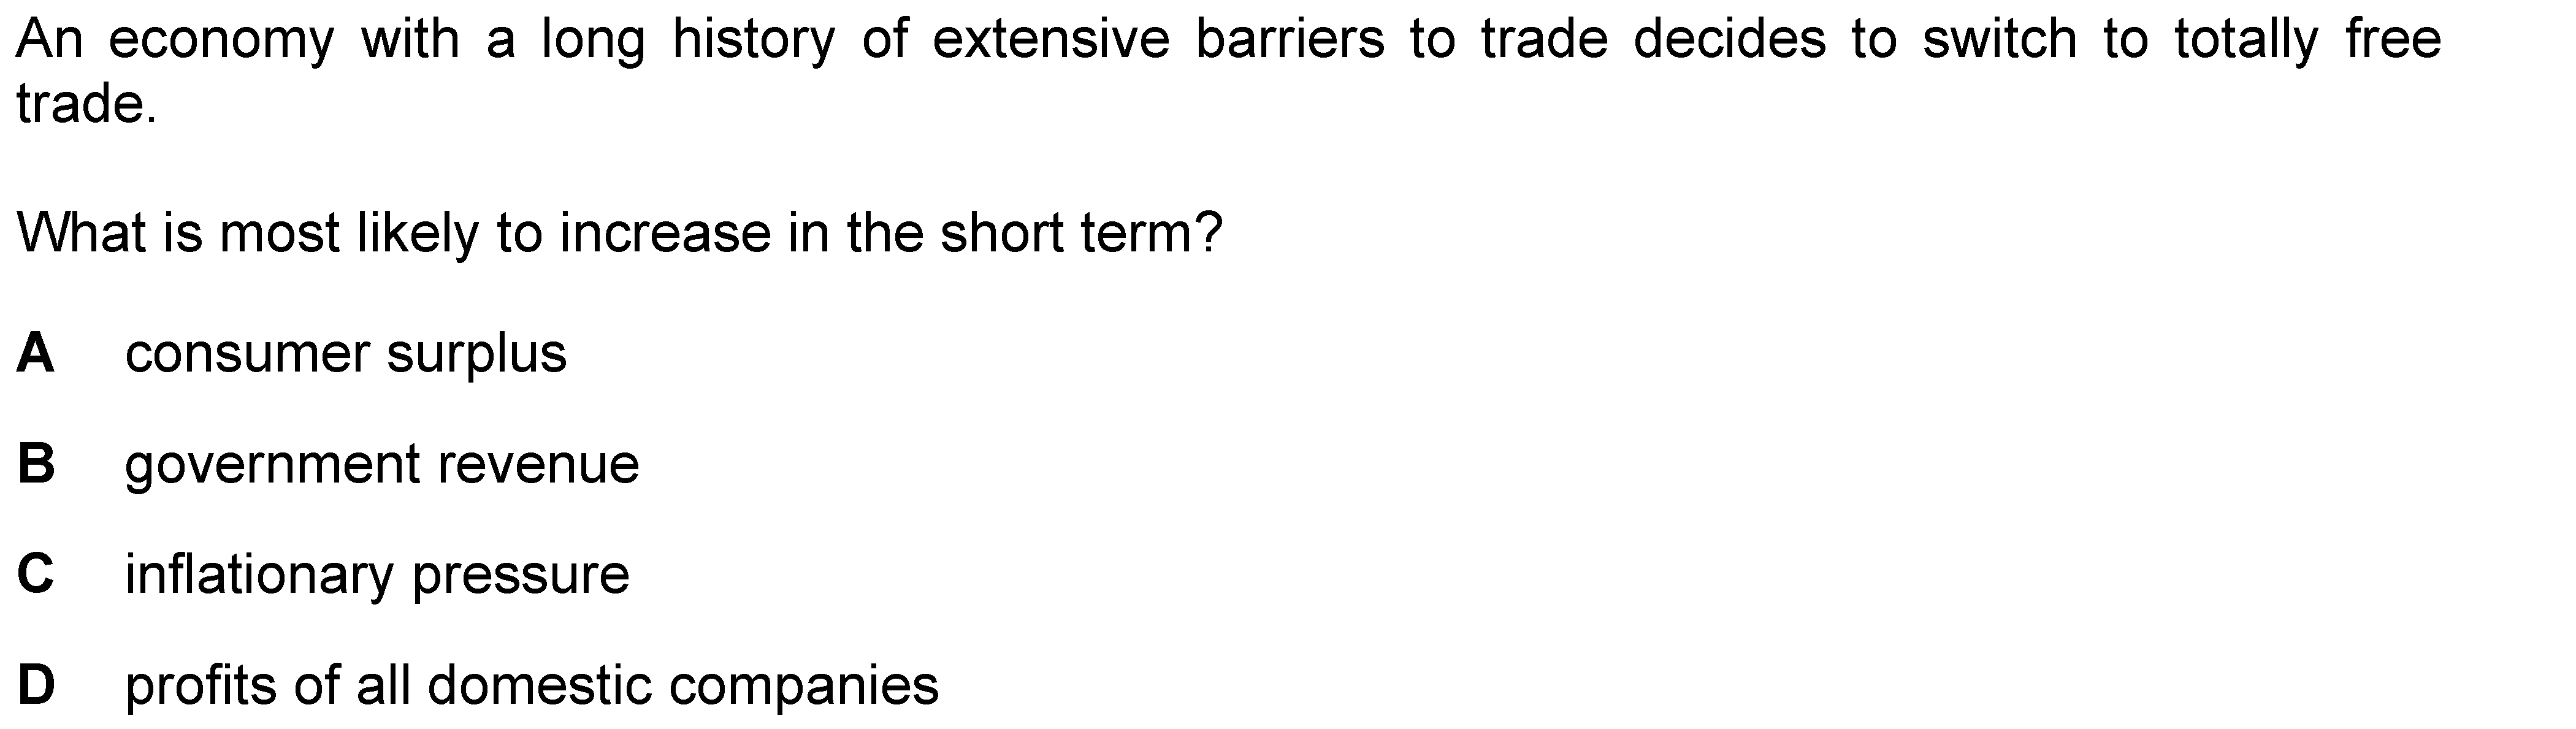 An economy with a long history of extensive barriers to trade decides to switch to totally free
trade.
What is most likely to increase in the short term?
A consumer surplus
B government revenue
C inflationary pressure
D profits of all domestic companies